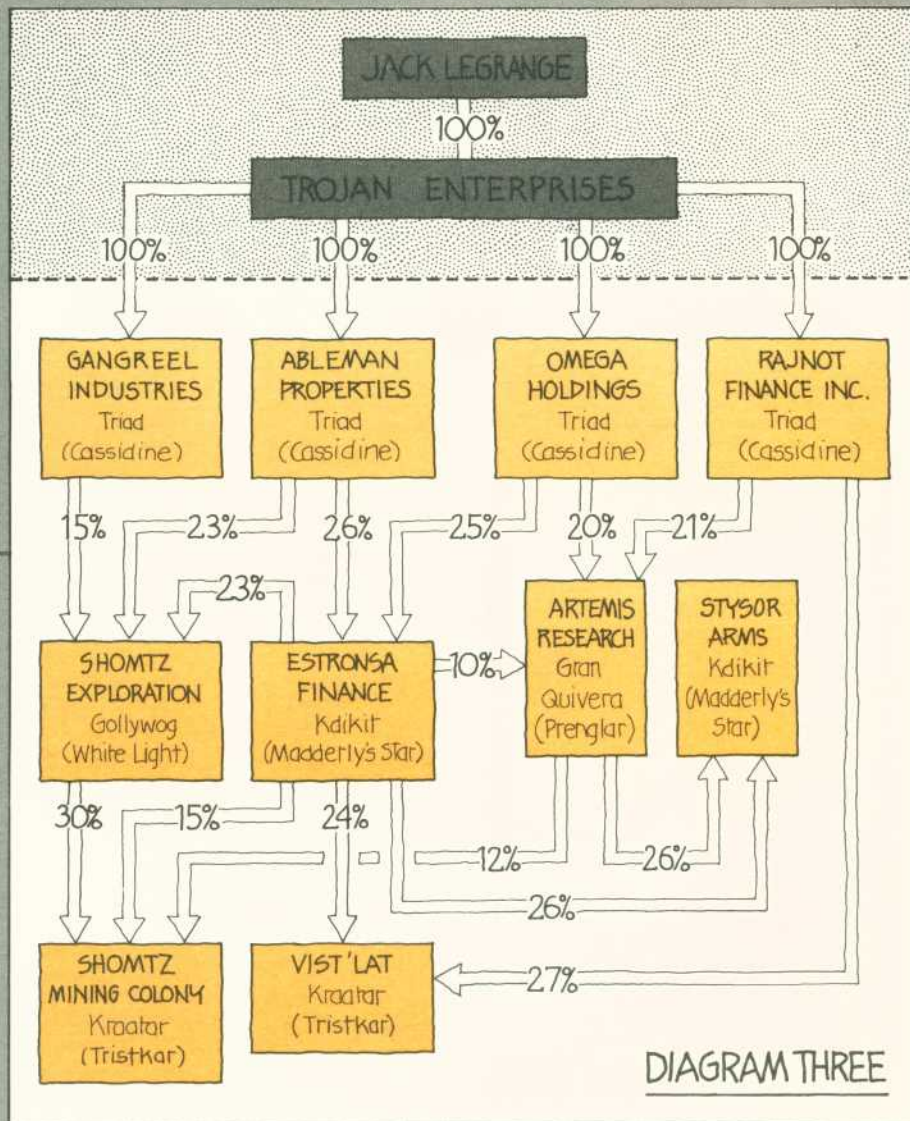 JACK LEGRANGE
100%
TROJAN ENTERPRISES
100%
100%
100%
100%
GANGREEL
INDUSTRIES
Triad
(Cassidine)
ABLEMAN
PROPERTIES
Triad
(Cassidine)
OMEGA
HOLDINGS
Triad
(Cassidine)
RAJNOT
FINANCE INC.
Triad
(Cassidine)
15%
23%
26%
25%
20%
21%
23%
SHOMTZ
EXPLORATION
Gollywog
(White Light)
ESTRONSA
FINANCE
Kdikit
(Madderly's Star)
10%
ARTEMIS
RESEARCH
Gran
Quivera
(Prenglar)
STYSOR
ARMS
Kdikit
(Madderly's
Star)
30%
15%
24%
12%
26%
26%
SHOMTZ
MINING COLONY
Kraatar
(Tristkar)
VIST'LAT
Kraatar
(Tristkar)
27%
DIAGRAM THREE